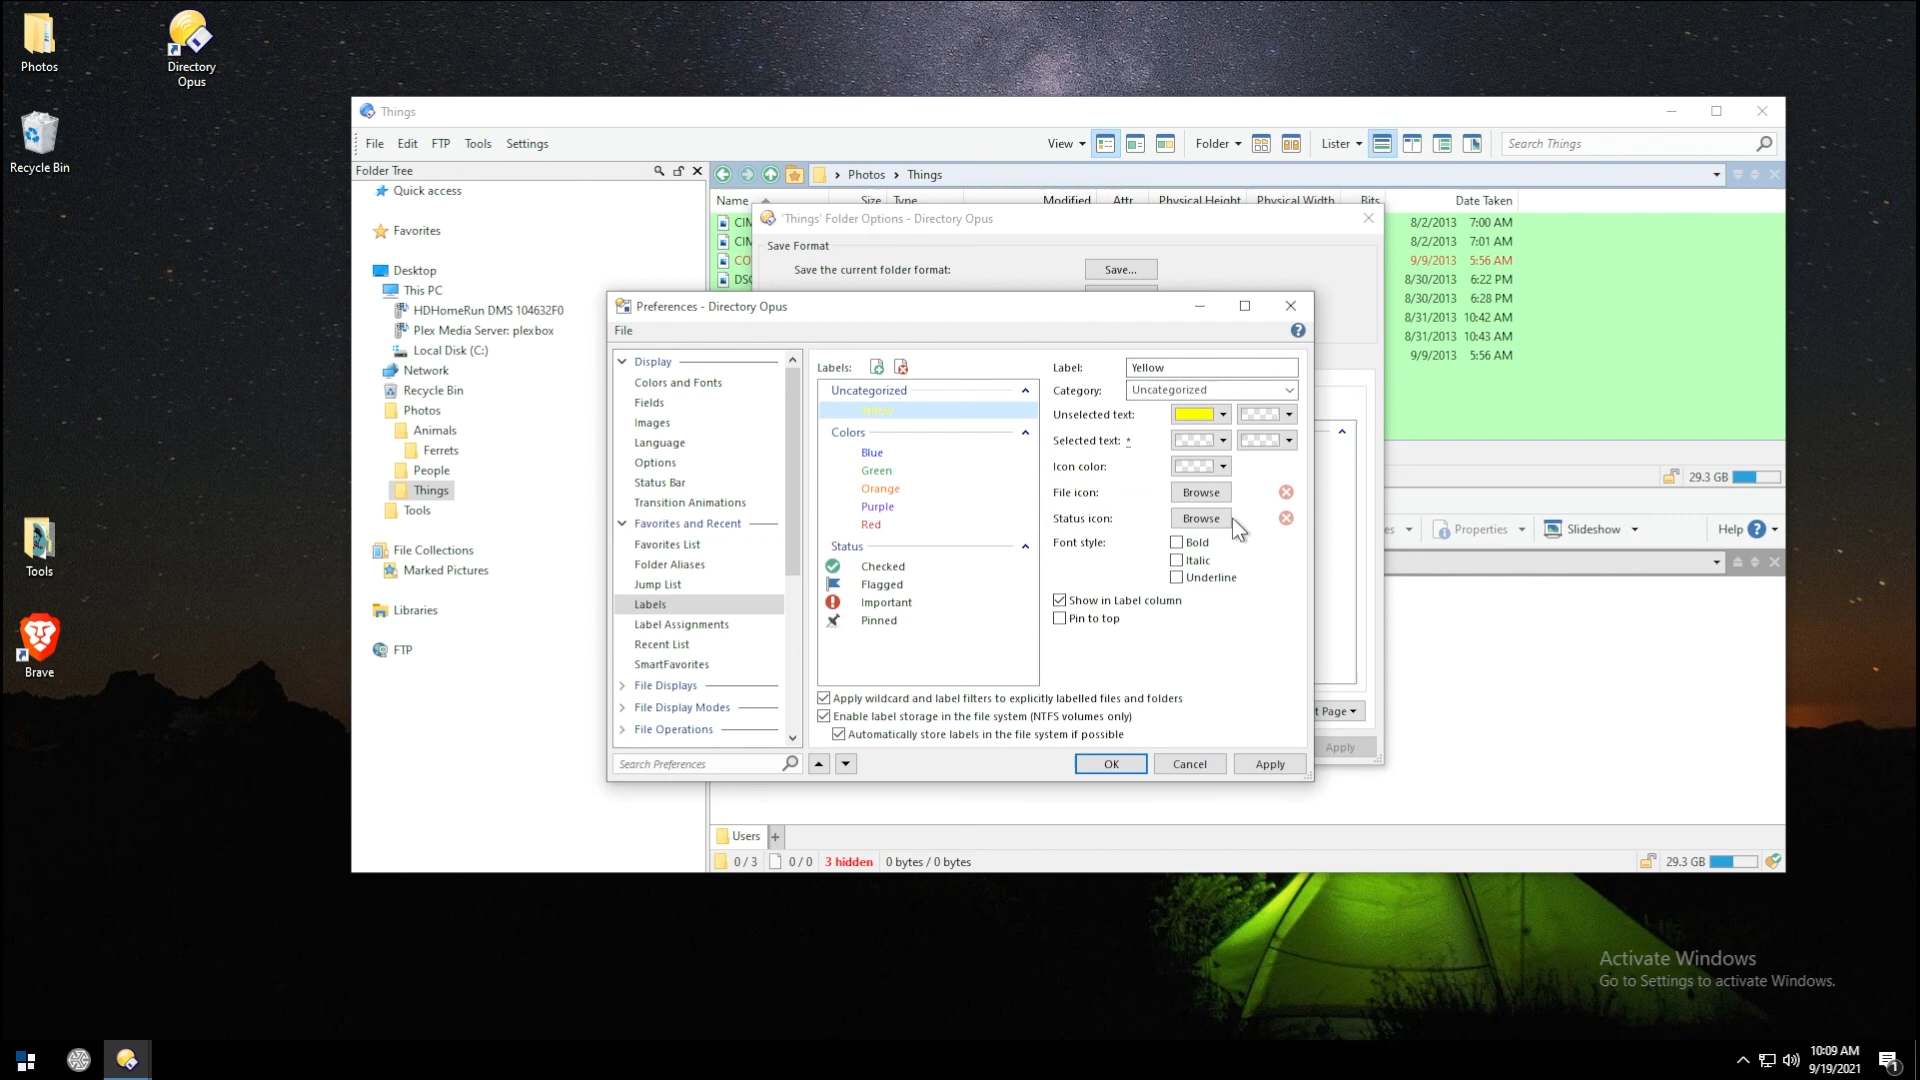 Photos
Directory
Opus
Recycle Bin
Tools
Brave
Things
File Edit FTP Tools Settings
View Folder Lister Search Things
Folder Tree
Quick access
Favorites
Desktop
This PC
HDHomeRun DMS 104632F0
Plex Media Server: plexbox
Local Disk (C:)
Network
Recycle Bin
Photos
Animals
Ferrets
People
Things
Tools
File Collections
Marked Pictures
Libraries
FTP
Photos Things
Name Size Type Modified Attr Physical Height Physical Width Bits Date Taken
8/2/2013 7:00 AM
8/2/2013 7:01 AM
9/9/2013 5:56 AM
8/30/2013 6:22 PM
8/30/2013 6:28 PM
8/31/2013 10:42 AM
8/31/2013 10:43 AM
9/9/2013 5:56 AM
'Things' Folder Options - Directory Opus
Save Format
Save the current folder format: Save...
Preferences - Directory Opus
File
Display
Colors and Fonts
Fields
Images
Language
Options
Status Bar
Transition Animations
Favorites and Recent
Favorites List
Folder Aliases
Jump List
Labels
Label Assignments
Recent List
SmartFavorites
File Displays
File Display Modes
File Operations
Search Preferences
Labels:
Uncategorized
Yellow
Colors
Blue
Green
Orange
Purple
Red
Status
Checked
Flagged
Important
Pinned
Label: Yellow
Category: Uncategorized
Unselected text:
Selected text: *
Icon color:
File icon: Browse
Status icon: Browse
Font style: Bold
Italic
Underline
Show in Label column
Pin to top
Apply wildcard and label filters to explicitly labelled files and folders
Enable label storage in the file system (NTFS volumes only)
Automatically store labels in the file system if possible
OK Cancel Apply
Page
Apply
29.3 GB
Properties Slideshow Help
Users
0 / 3 0 / 0 3 hidden 0 bytes / 0 bytes 29.3 GB
Activate Windows
Go to Settings to activate Windows.
10:09 AM
9/19/2021
1